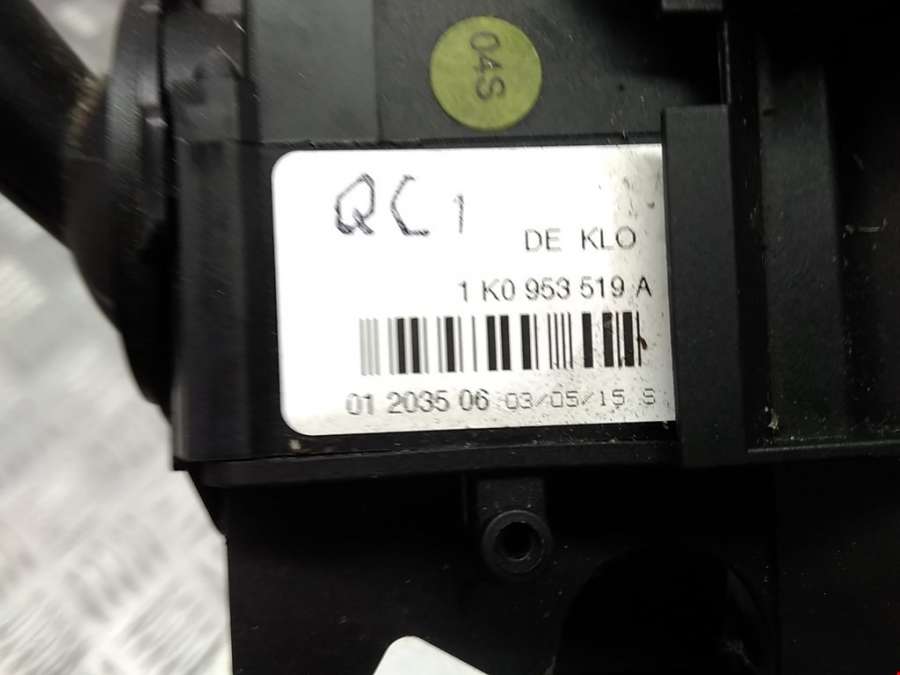 04S
QC1
DE KLO
1 K0 953 519 A
01 2035 06 03/05/15 S